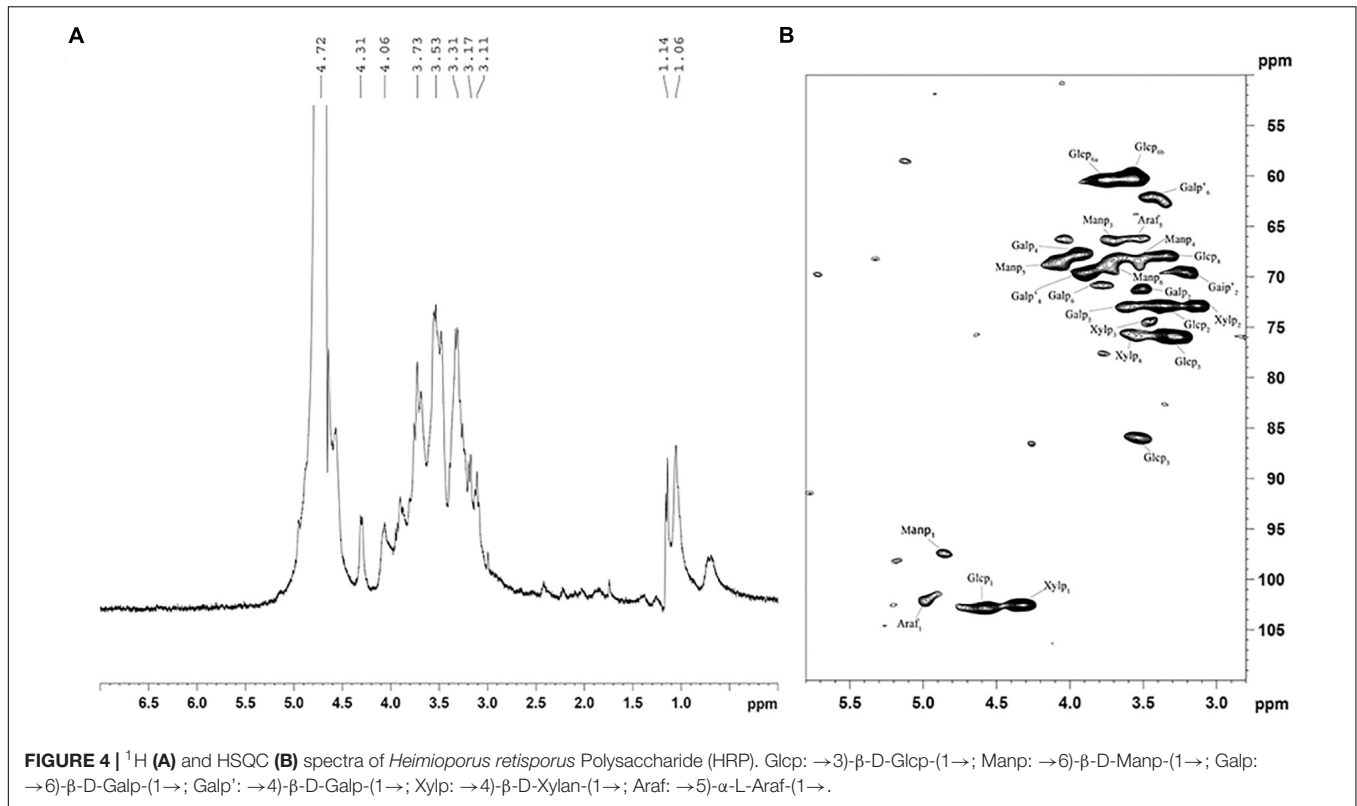 A
4.72
4.31
4.06
3.73
3.53
3.31
3.17
3.11
1.14
1.06
6.5 6.0 5.5 5.0 4.5 4.0 3.5 3.0 2.5 2.0 1.5 1.0 ppm
B
ppm
55
60
65
70
75
80
85
90
95
100
105
Glcp6a
Glcp6b
Galp'6
Manp3
Araf5
Manp4
Galp4
Glcp4
Manp5
Manp6
Galp'4
Galp6
Galp2
Gaip'2
Galp3
Xylp2
Glcp2
Xylp3
Xylp4
Glcp5
Glcp3
Manp1
Glcp1
Xylp1
Araf1
5.5 5.0 4.5 4.0 3.5 3.0 ppm
FIGURE 4 | ¹H (A) and HSQC (B) spectra of Heimioporus retisporus Polysaccharide (HRP). Glcp: →3)-β-D-Glcp-(1→; Manp: →6)-β-D-Manp-(1→; Galp:
→6)-β-D-Galp-(1→; Galp’: →4)-β-D-Galp-(1→; Xylp: →4)-β-D-Xylan-(1→; Araf: →5)-α-L-Araf-(1→.